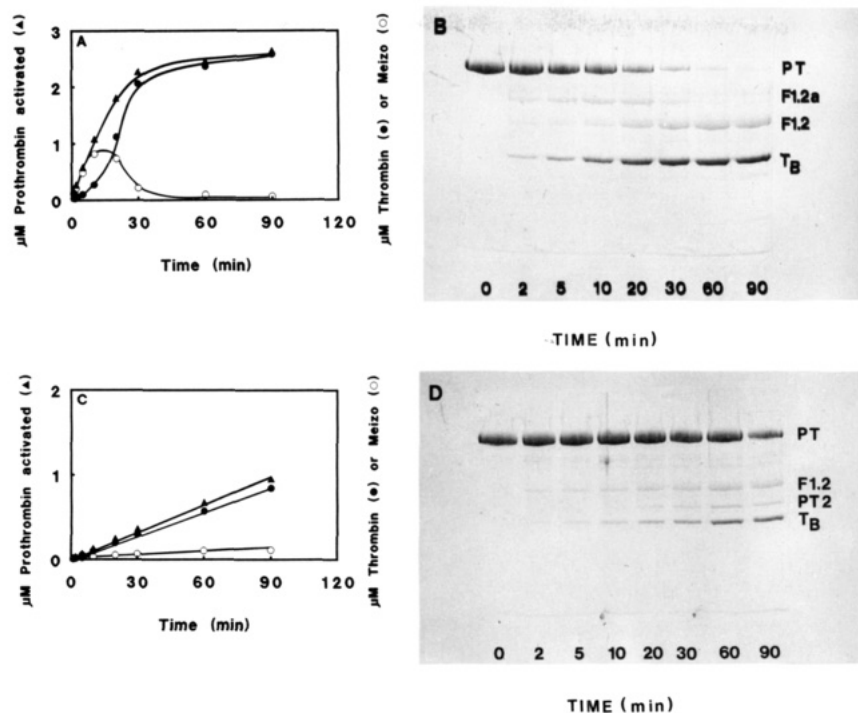 A
µM Prothrombin activated (▲)
3
2
1
0
0 30 60 90 120
Time (min)
µM Thrombin (●) or Meizo (○)
B
PT
F1.2a
F1.2
TB
0 2 5 10 20 30 60 90
TIME (min)
C
µM Prothrombin activated (▲)
2
1
0
0 30 60 90 120
Time (min)
µM Thrombin (●) or Meizo (○)
D
PT
F1.2
PT2
TB
0 2 5 10 20 30 60 90
TIME (min)